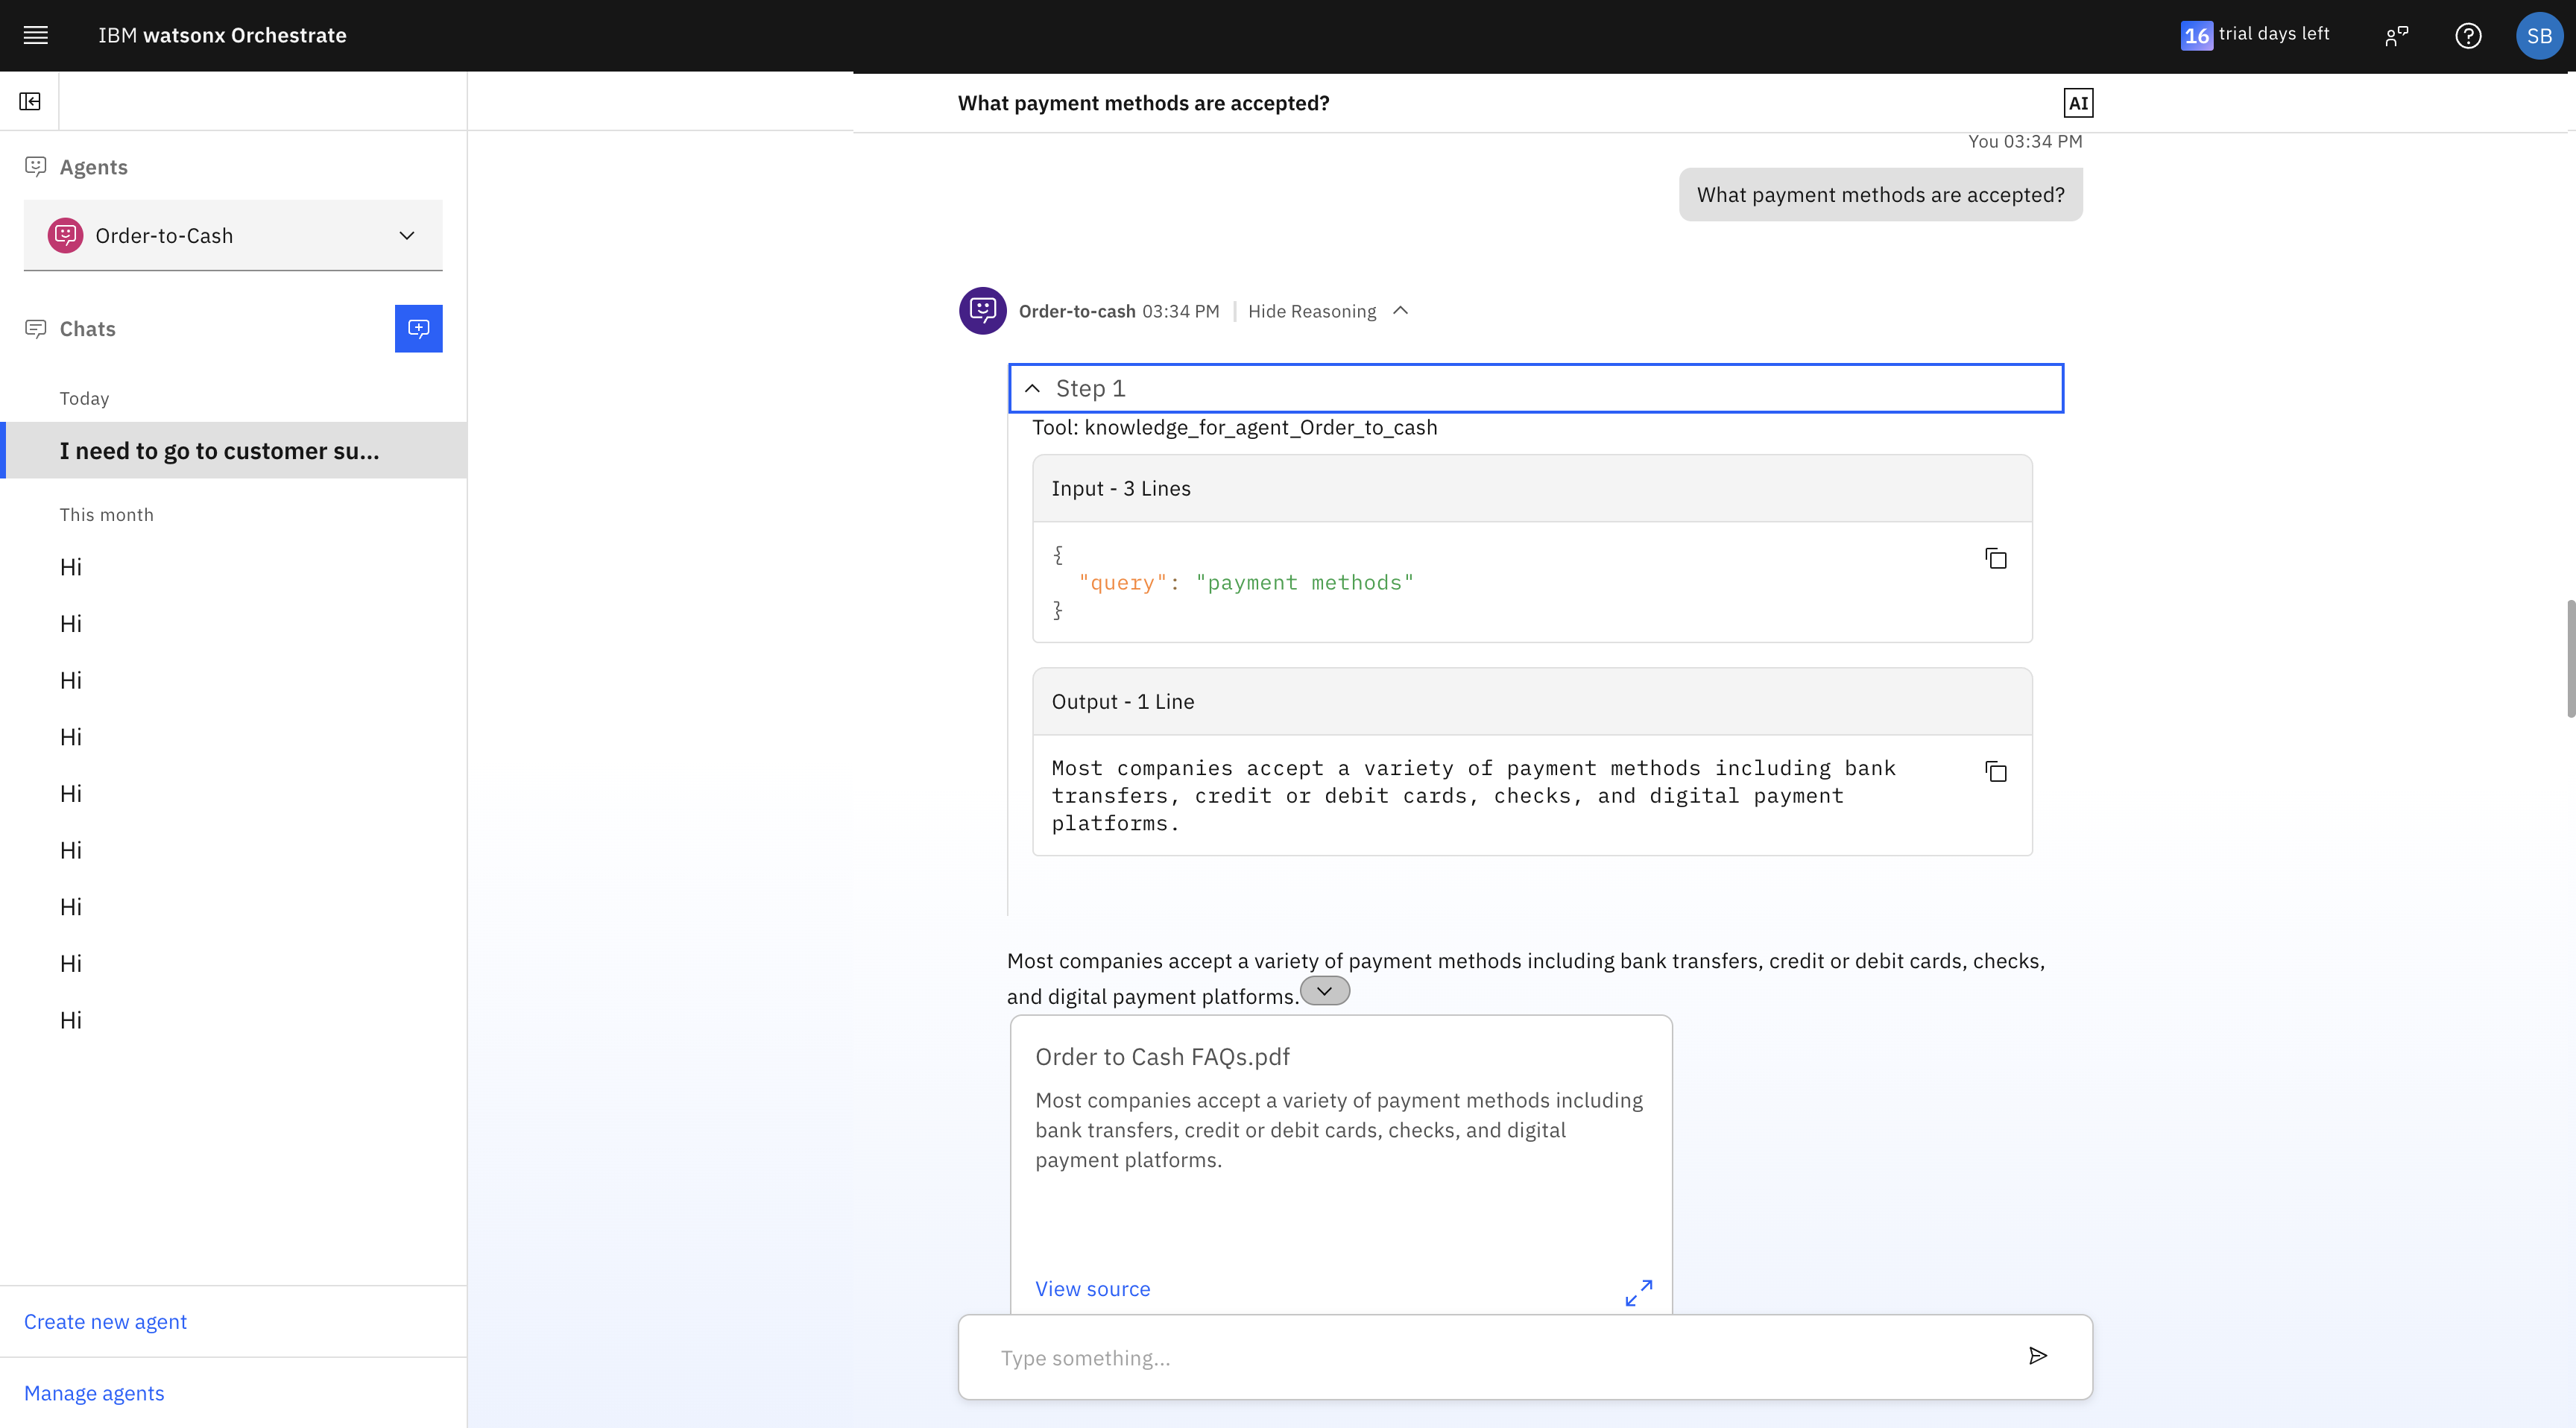 IBM watsonx Orchestrate
16 trial days left
SB
What payment methods are accepted?
AI
Agents
Order-to-Cash
Chats
Today
I need to go to customer su...
This month
Hi
Hi
Hi
Hi
Hi
Hi
Hi
Hi
Hi
Create new agent
Manage agents
You 03:34 PM
What payment methods are accepted?
Order-to-cash 03:34 PM | Hide Reasoning
Step 1
Tool: knowledge_for_agent_Order_to_cash
Input - 3 Lines
{
"query": "payment methods"
}
Output - 1 Line
Most companies accept a variety of payment methods including bank
transfers, credit or debit cards, checks, and digital payment
platforms.
Most companies accept a variety of payment methods including bank transfers, credit or debit cards, checks,
and digital payment platforms.
Order to Cash FAQs.pdf
Most companies accept a variety of payment methods including
bank transfers, credit or debit cards, checks, and digital
payment platforms.
View source
Type something...